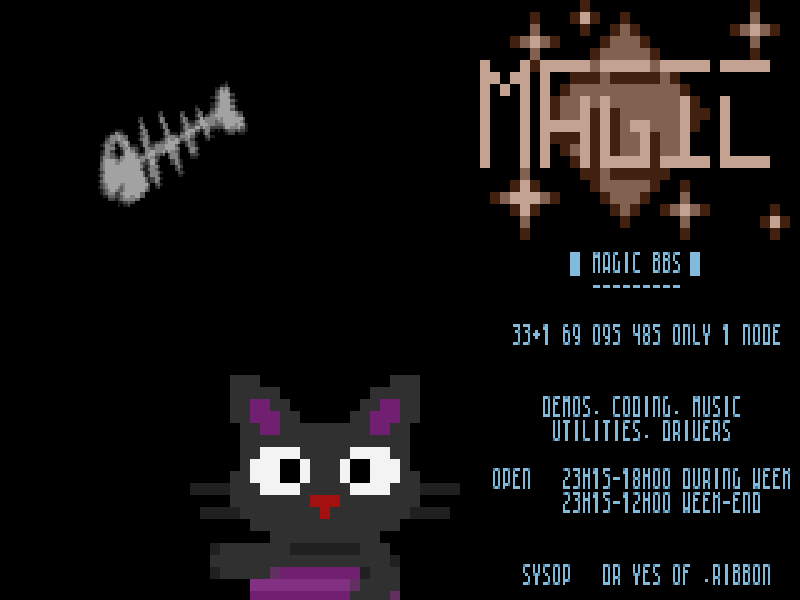 MAGIC
MAGIC BBS
---------
33+1 69 095 485 ONLY 1 NODE
DEMOS. CODING. MUSIC
UTILITIES. DRIVERS
OPEN 23H15-18H00 DURING WEEK
23H15-12H00 WEEK-END
SYSOP DR YES OF .RIBBON